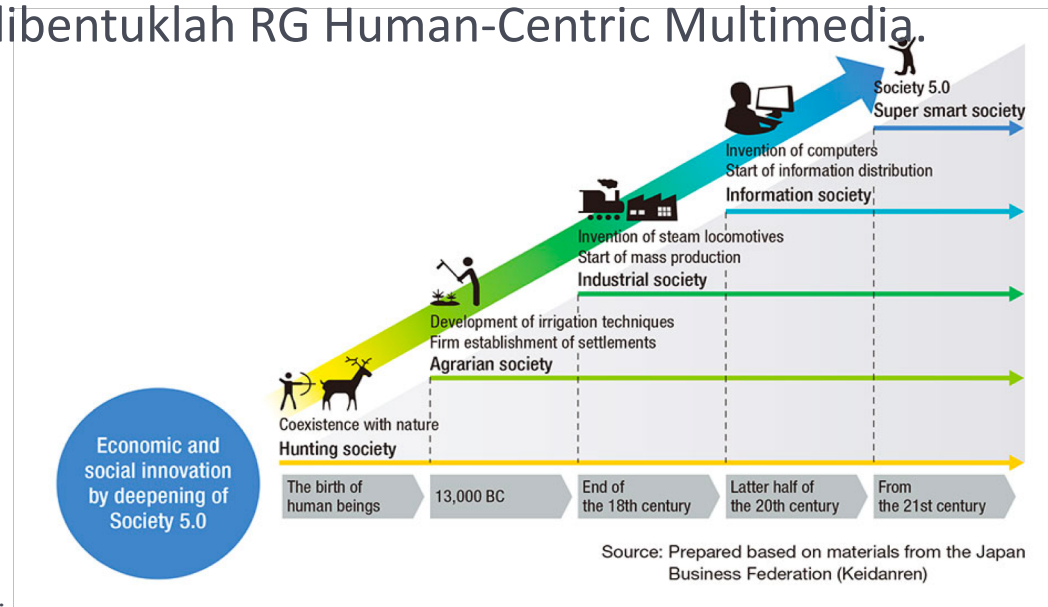 dibentuklah RG Human-Centric Multimedia.
Society 5.0
Super smart society
Invention of computers
Start of information distribution
Information society
Invention of steam locomotives
Start of mass production
Industrial society
Development of irrigation techniques
Firm establishment of settlements
Agrarian society
Coexistence with nature
Hunting society
Economic and
social innovation
by deepening of
Society 5.0
The birth of
human beings
13,000 BC
End of
the 18th century
Latter half of
the 20th century
From
the 21st century
Source: Prepared based on materials from the Japan
Business Federation (Keidanren)
.